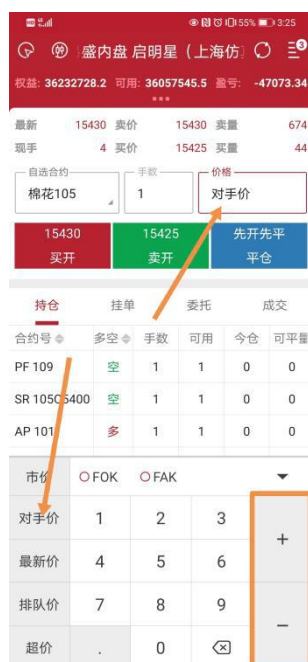 55% 3:25
盛内盘 启明星（上海仿 3
权益: 36232728.2 可用: 36057545.5 盈亏: -47073.34
最新 15430 卖价 15430 卖量 674
现手 4 买价 15425 买量 44
自选合约 手数 价格
棉花105 1 对手价
15430 15425 先开先平
买开 卖开 平仓
持仓 挂单 委托 成交
合约号 多空 手数 可用 今仓 可平量
PF 109 空 1 1 0 0
SR 105C5400 空 1 1 0 0
AP 101 多 1 1 0 0
市价 FOK FAK
对手价 1 2 3 +
最新价 4 5 6
排队价 7 8 9 −
超价 . 0